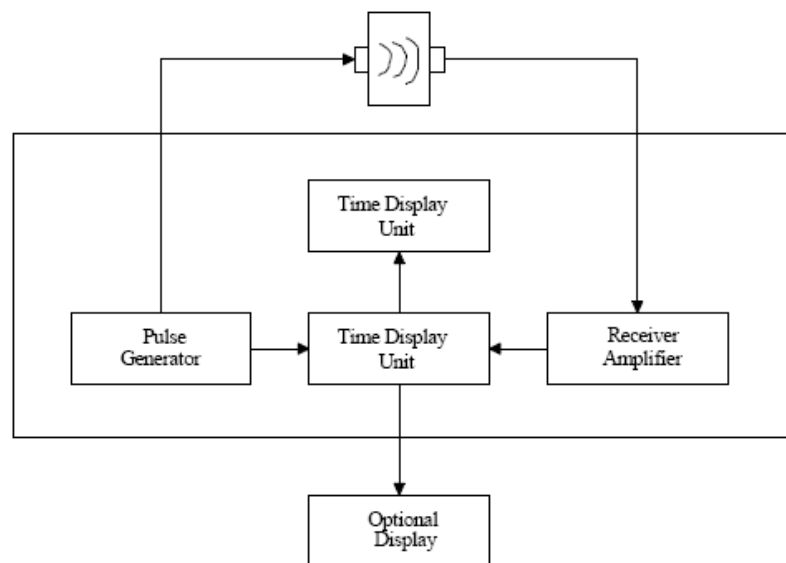 Time Display
Unit
Pulse
Generator
Time Display
Unit
Receiver
Amplifier
Optional
Display